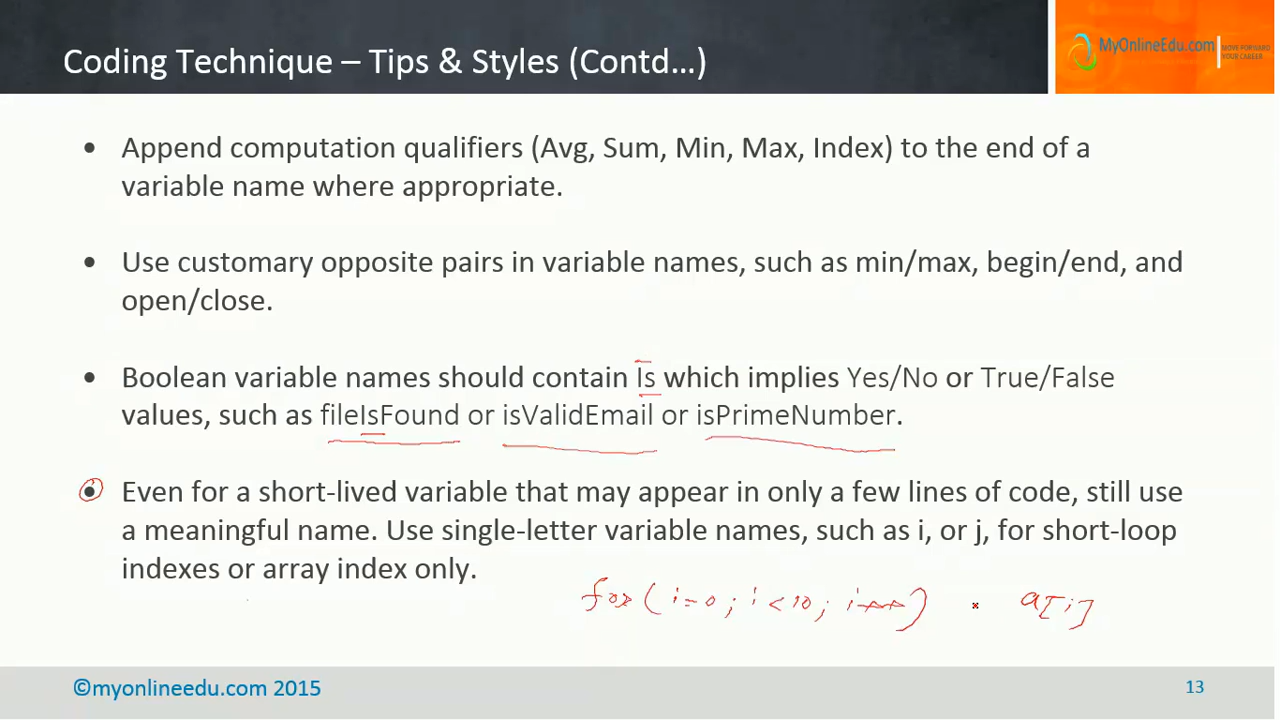 Coding Technique – Tips & Styles (Contd…)
MyOnlineEdu.com
MOVE FORWARD
YOUR CAREER
• Append computation qualifiers (Avg, Sum, Min, Max, Index) to the end of a
variable name where appropriate.
• Use customary opposite pairs in variable names, such as min/max, begin/end, and
open/close.
• Boolean variable names should contain Is which implies Yes/No or True/False
values, such as fileIsFound or isValidEmail or isPrimeNumber.
• Even for a short-lived variable that may appear in only a few lines of code, still use
a meaningful name. Use single-letter variable names, such as i, or j, for short-loop
indexes or array index only.
for (i=0; i<10; i++) a[i]
©myonlineedu.com 2015
13